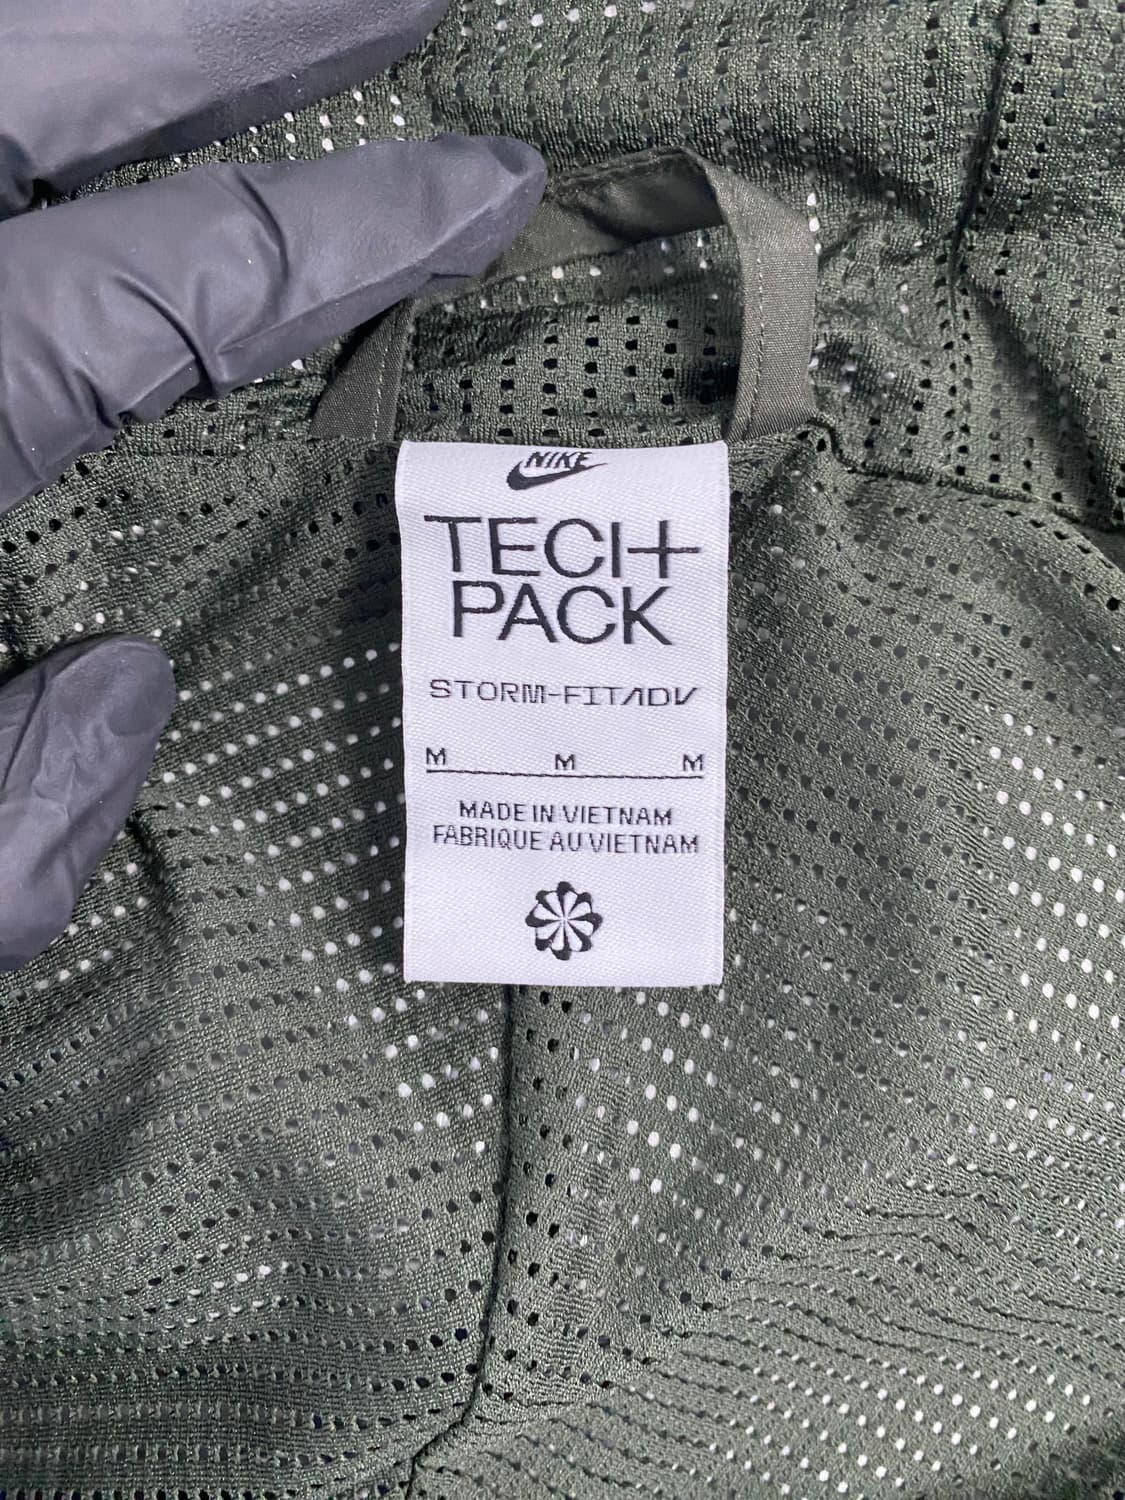 NIKE
TECH
PACK
STORM-FIT ADV
M M M
MADE IN VIETNAM
FABRIQUE AU VIETNAM